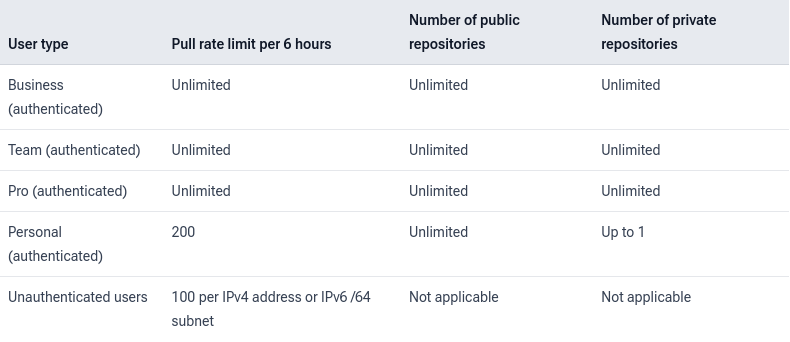 User type
Pull rate limit per 6 hours
Number of public
repositories
Number of private
repositories
Business
(authenticated)
Unlimited
Unlimited
Unlimited
Team (authenticated)
Unlimited
Unlimited
Unlimited
Pro (authenticated)
Unlimited
Unlimited
Unlimited
Personal
(authenticated)
200
Unlimited
Up to 1
Unauthenticated users
100 per IPv4 address or IPv6 /64
subnet
Not applicable
Not applicable